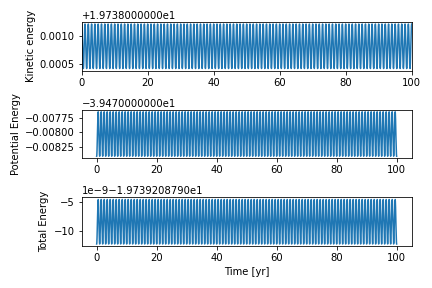 +1.9738000000e1
Kinetic energy
0.0010
0.0005
0 20 40 60 80 100
−3.9470000000e1
Potential Energy
−0.00775
−0.00800
−0.00825
0 20 40 60 80 100
1e−9−1.9739208790e1
Total Energy
−5
−10
0 20 40 60 80 100
Time [yr]